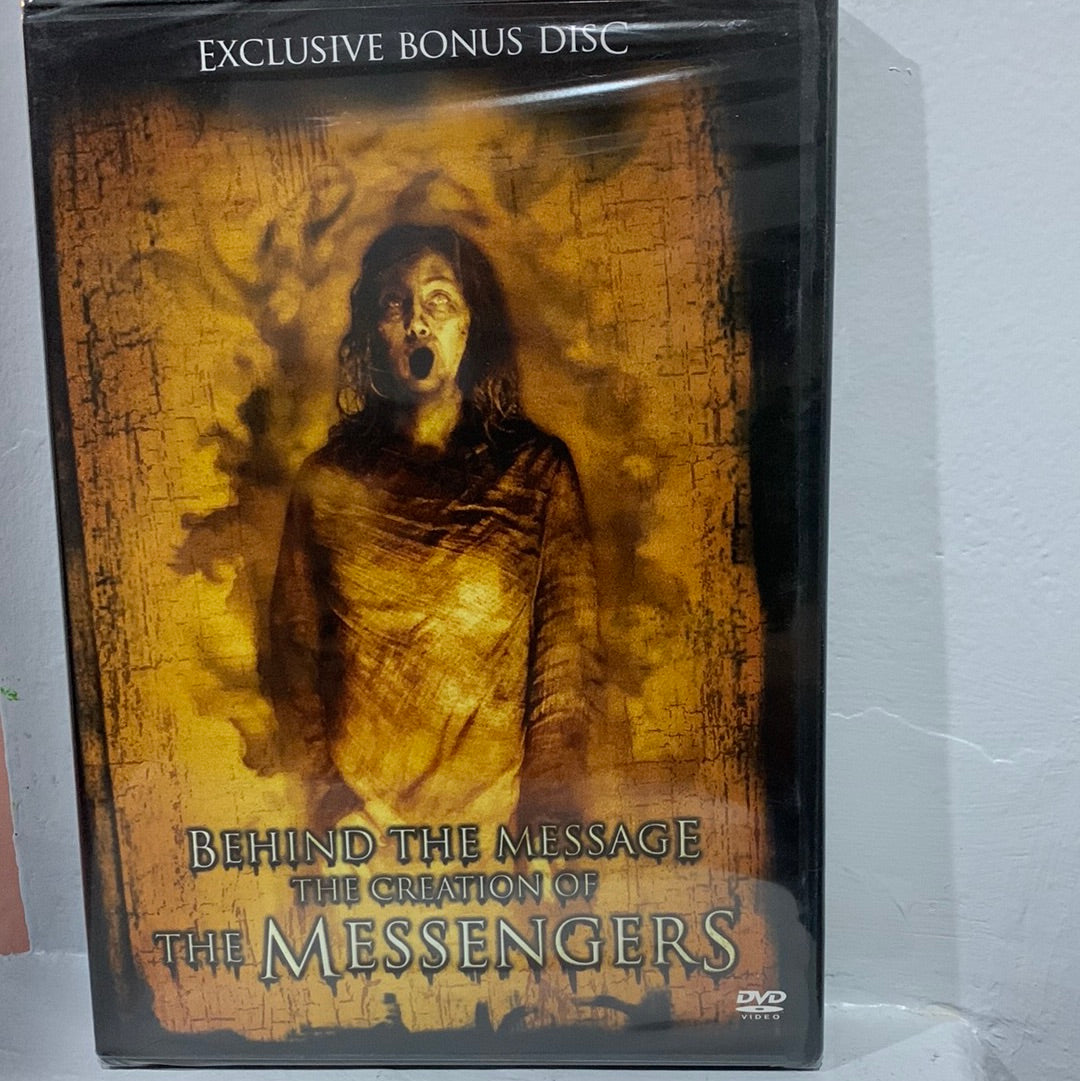 EXCLUSIVE BONUS DISC
BEHIND THE MESSAGE
THE CREATION OF
THE MESSENGERS
DVD
VIDEO